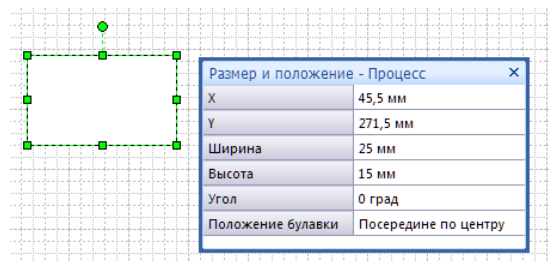 Размер и положение - Процесс
X 45,5 мм
Y 271,5 мм
Ширина 25 мм
Высота 15 мм
Угол 0 град
Положение булавки Посередине по центру